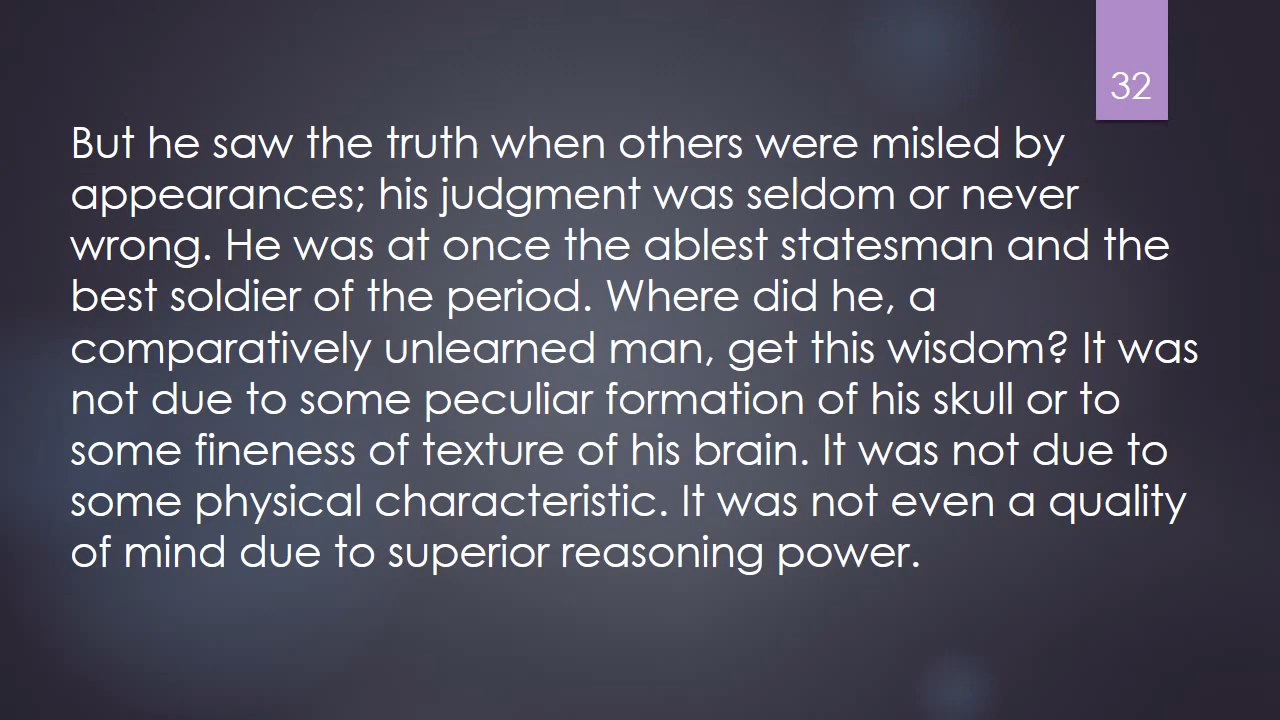 32
But he saw the truth when others were misled by
appearances; his judgment was seldom or never
wrong. He was at once the ablest statesman and the
best soldier of the period. Where did he, a
comparatively unlearned man, get this wisdom? It was
not due to some peculiar formation of his skull or to
some fineness of texture of his brain. It was not due to
some physical characteristic. It was not even a quality
of mind due to superior reasoning power.